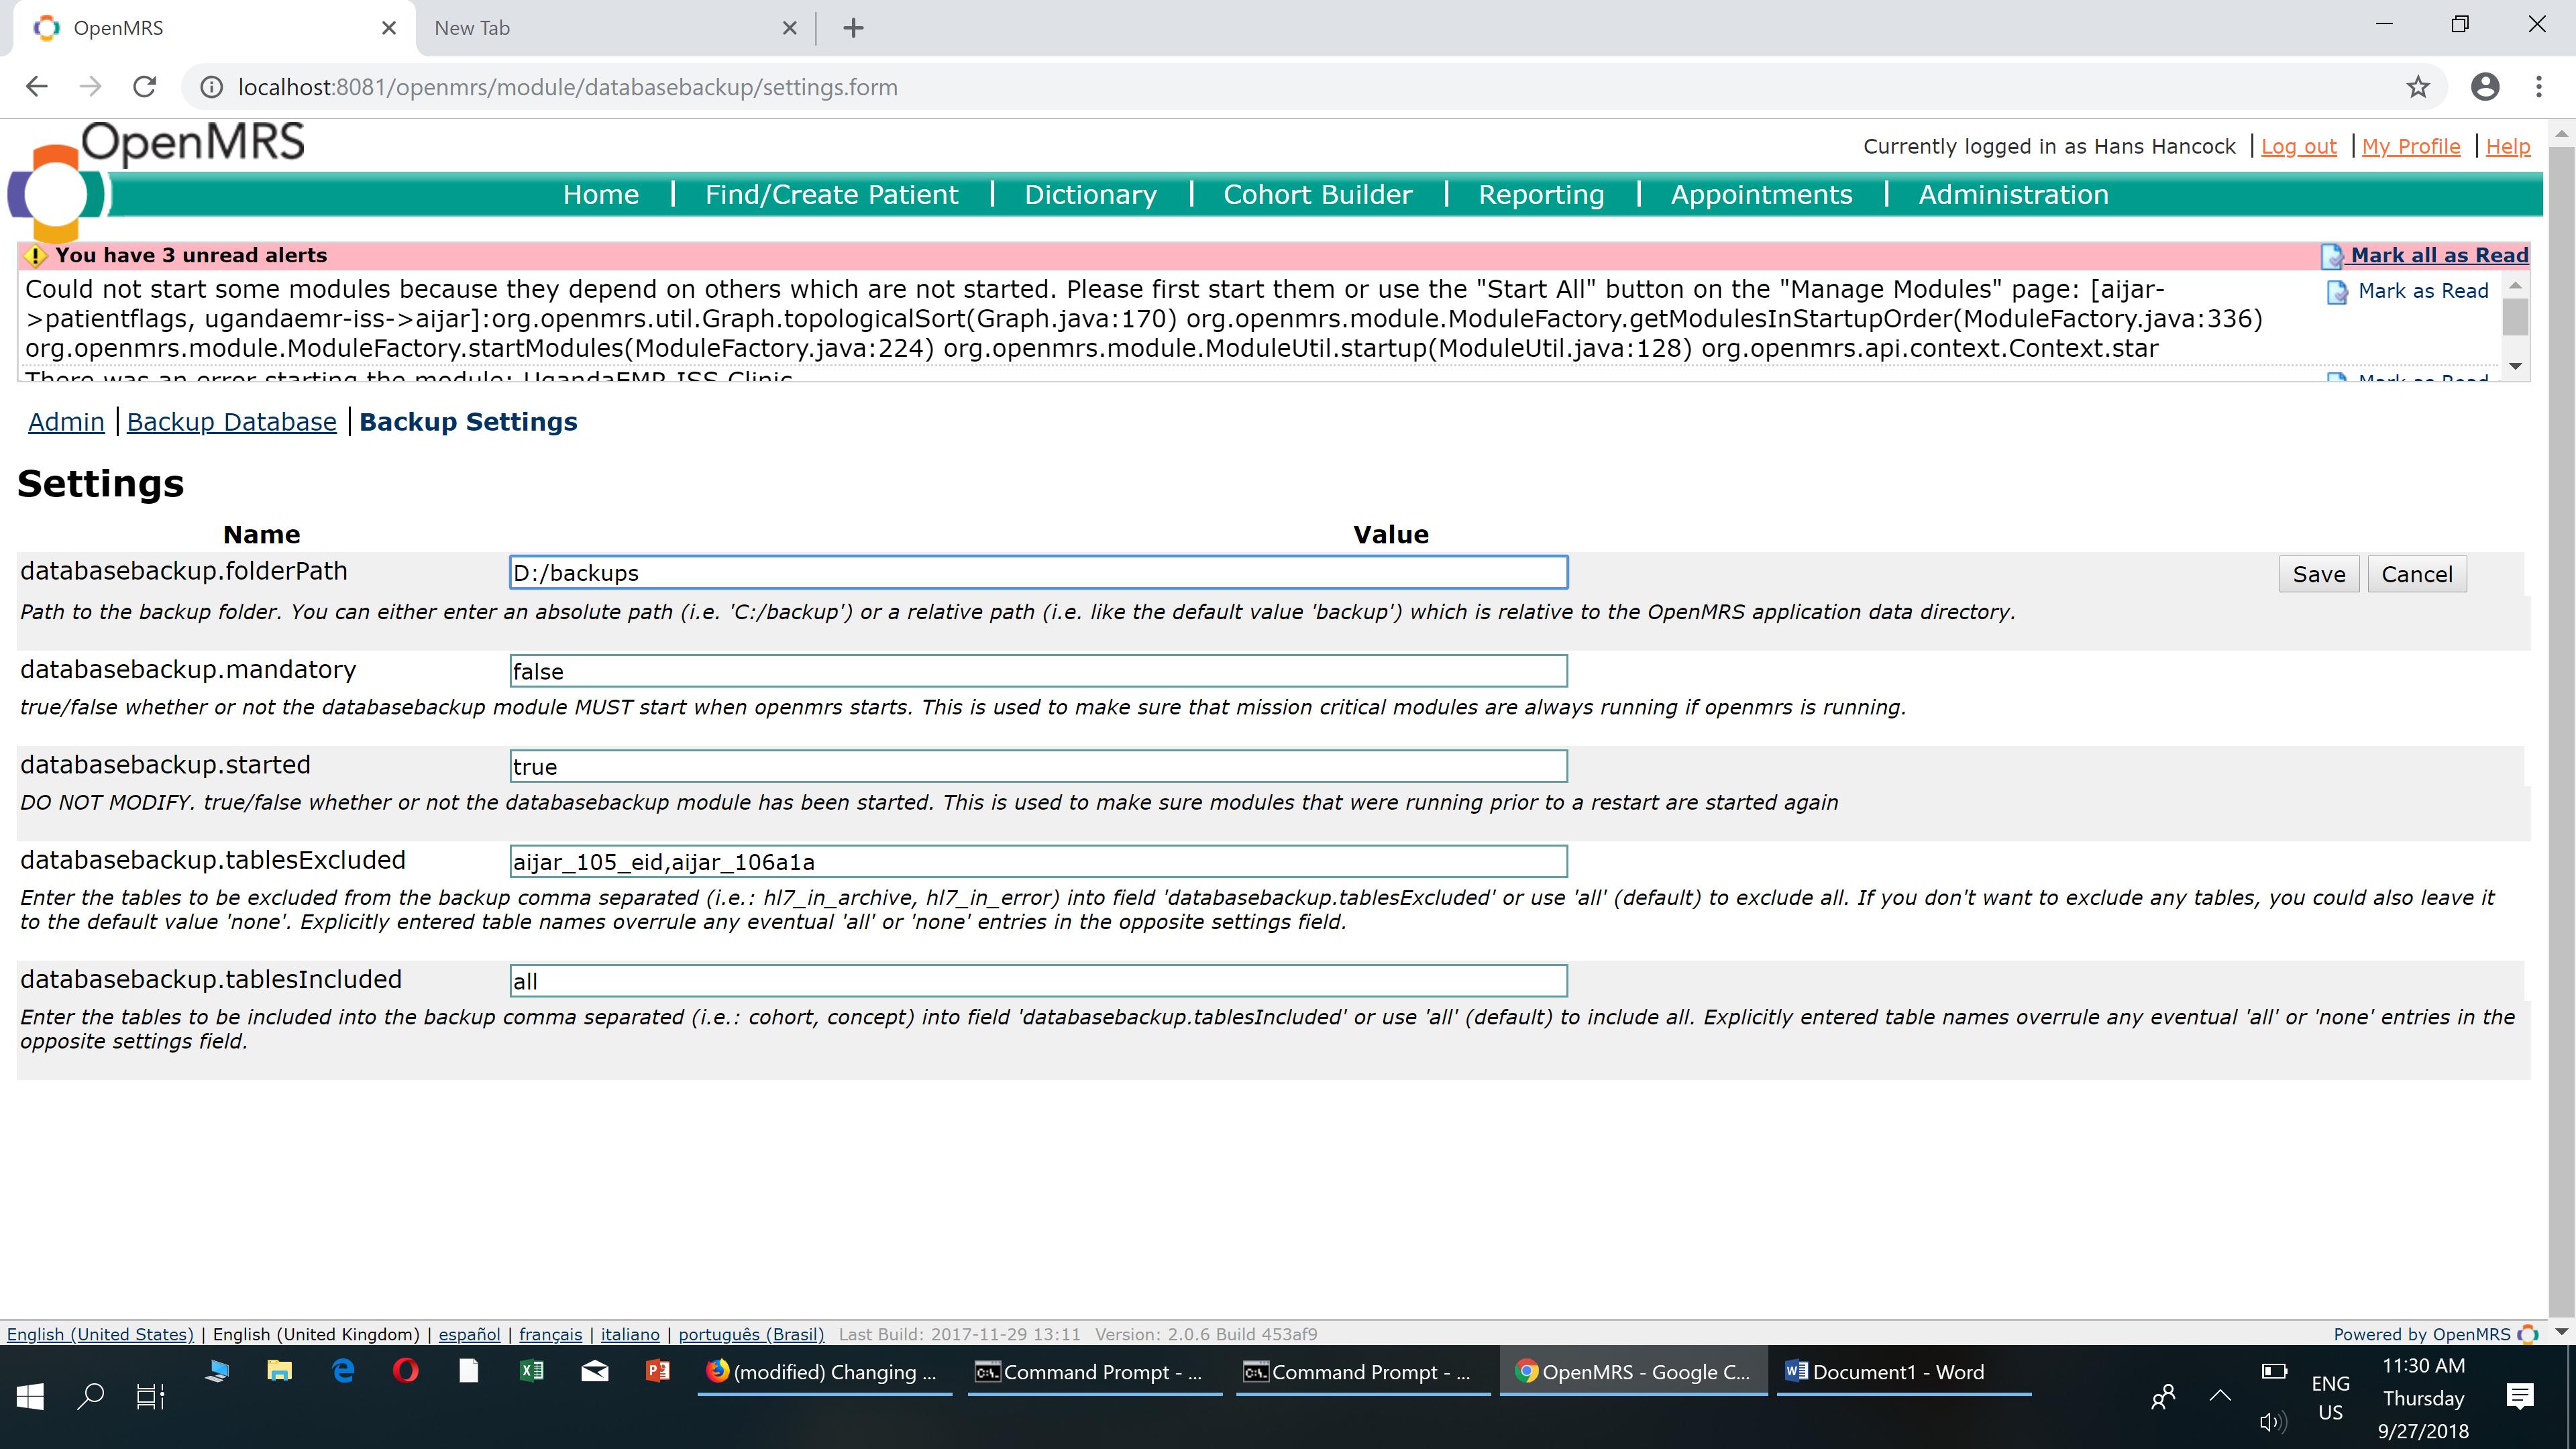 OpenMRS
New Tab
localhost:8081/openmrs/module/databasebackup/settings.form
OpenMRS
Currently logged in as Hans Hancock | Log out | My Profile | Help
Home | Find/Create Patient | Dictionary | Cohort Builder | Reporting | Appointments | Administration
You have 3 unread alerts
Mark all as Read
Could not start some modules because they depend on others which are not started. Please first start them or use the "Start All" button on the "Manage Modules" page: [aijar-
Mark as Read
>patientflags, ugandaemr-iss->aijar]:org.openmrs.util.Graph.topologicalSort(Graph.java:170) org.openmrs.module.ModuleFactory.getModulesInStartupOrder(ModuleFactory.java:336)
org.openmrs.module.ModuleFactory.startModules(ModuleFactory.java:224) org.openmrs.module.ModuleUtil.startup(ModuleUtil.java:128) org.openmrs.api.context.Context.star
There was an error starting the module: UgandaEMR ISS Clinic
Mark as Read
Admin | Backup Database | Backup Settings
Settings
Name Value
databasebackup.folderPath D:/backups Save Cancel
Path to the backup folder. You can either enter an absolute path (i.e. 'C:/backup') or a relative path (i.e. like the default value 'backup') which is relative to the OpenMRS application data directory.
databasebackup.mandatory false
true/false whether or not the databasebackup module MUST start when openmrs starts. This is used to make sure that mission critical modules are always running if openmrs is running.
databasebackup.started true
DO NOT MODIFY. true/false whether or not the databasebackup module has been started. This is used to make sure modules that were running prior to a restart are started again
databasebackup.tablesExcluded aijar_105_eid,aijar_106a1a
Enter the tables to be excluded from the backup comma separated (i.e.: hl7_in_archive, hl7_in_error) into field 'databasebackup.tablesExcluded' or use 'all' (default) to exclude all. If you don't want to exclude any tables, you could also leave it
to the default value 'none'. Explicitly entered table names overrule any eventual 'all' or 'none' entries in the opposite settings field.
databasebackup.tablesIncluded all
Enter the tables to be included into the backup comma separated (i.e.: cohort, concept) into field 'databasebackup.tablesIncluded' or use 'all' (default) to include all. Explicitly entered table names overrule any eventual 'all' or 'none' entries in the
opposite settings field.
English (United States) | English (United Kingdom) | español | français | italiano | português (Brasil) Last Build: 2017-11-29 13:11 Version: 2.0.6 Build 453af9
Powered by OpenMRS
(modified) Changing ...
Command Prompt - ...
Command Prompt - ...
OpenMRS - Google C...
Document1 - Word
ENG
US
11:30 AM
Thursday
9/27/2018